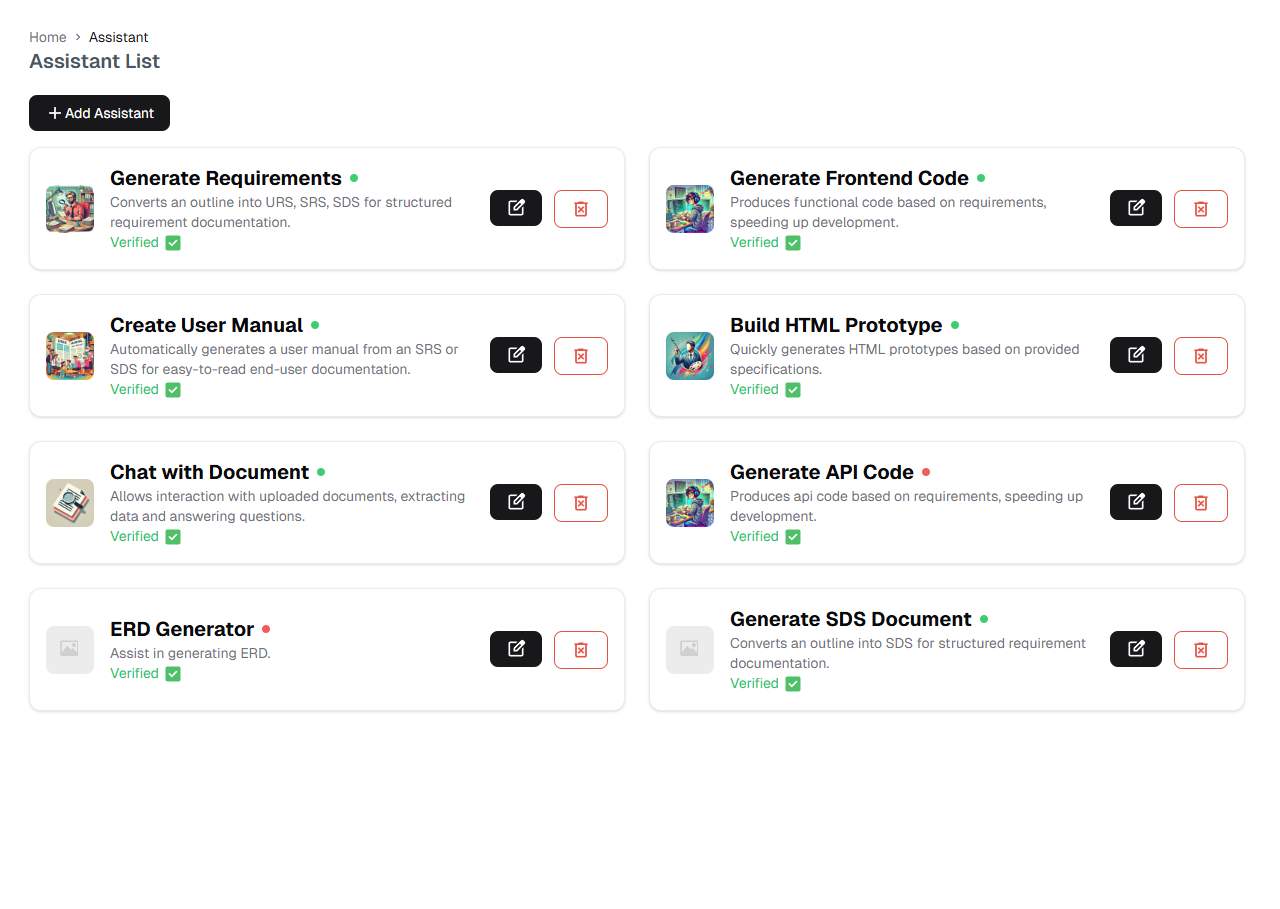 Home > Assistant
Assistant List
+ Add Assistant
Generate Requirements
Converts an outline into URS, SRS, SDS for structured
requirement documentation.
Verified ✅
Generate Frontend Code
Produces functional code based on requirements,
speeding up development.
Verified ✅
Create User Manual
Automatically generates a user manual from an SRS or
SDS for easy-to-read end-user documentation.
Verified ✅
Build HTML Prototype
Quickly generates HTML prototypes based on provided
specifications.
Verified ✅
Chat with Document
Allows interaction with uploaded documents, extracting
data and answering questions.
Verified ✅
Generate API Code
Produces api code based on requirements, speeding up
development.
Verified ✅
ERD Generator
Assist in generating ERD.
Verified ✅
Generate SDS Document
Converts an outline into SDS for structured requirement
documentation.
Verified ✅